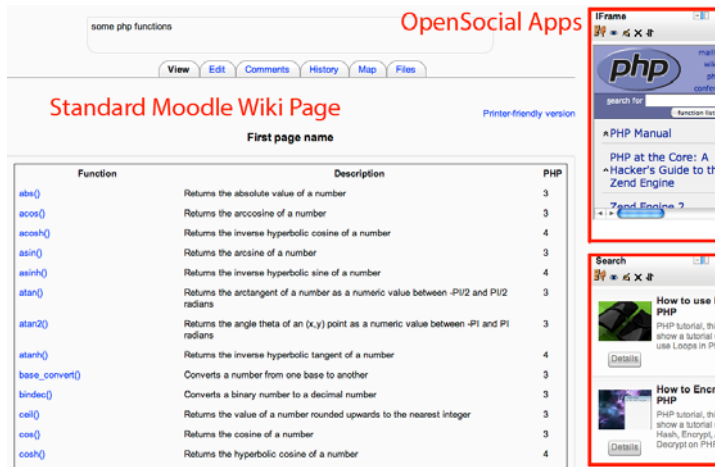 some php functions
OpenSocial Apps
View Edit Comments History Map Files
Standard Moodle Wiki Page
Printer-friendly version
First page name
Function Description PHP
abs() Returns the absolute value of a number 3
acos() Returns the arccosine of a number 3
acosh() Returns the inverse hyperbolic cosine of a number 4
asin() Returns the arcsine of a number 3
asinh() Returns the inverse hyperbolic sine of a number 4
atan() Returns the arctangent of a number as a numeric value between -PI/2 and PI/2 3
radians
atan2() Returns the angle theta of an (x,y) point as a numeric value between -PI and PI 3
radians
atanh() Returns the inverse hyperbolic tangent of a number 4
base_convert() Converts a number from one base to another 3
bindec() Converts a binary number to a decimal number 3
ceil() Returns the value of a number rounded upwards to the nearest integer 3
cos() Returns the cosine of a number 3
cosh() Returns the hyperbolic cosine of a number 4
IFrame
php
search for
function list
PHP Manual
PHP at the Core: A
Hacker's Guide to th
Zend Engine
Zend Engine 2
Search
How to use
PHP
PHP tutorial, thi
show a tutorial
use Loops in P
Details
How to Encr
PHP
PHP tutorial, thi
show a tutorial
Hash, Encrypt,
Decrypt on PH
Details